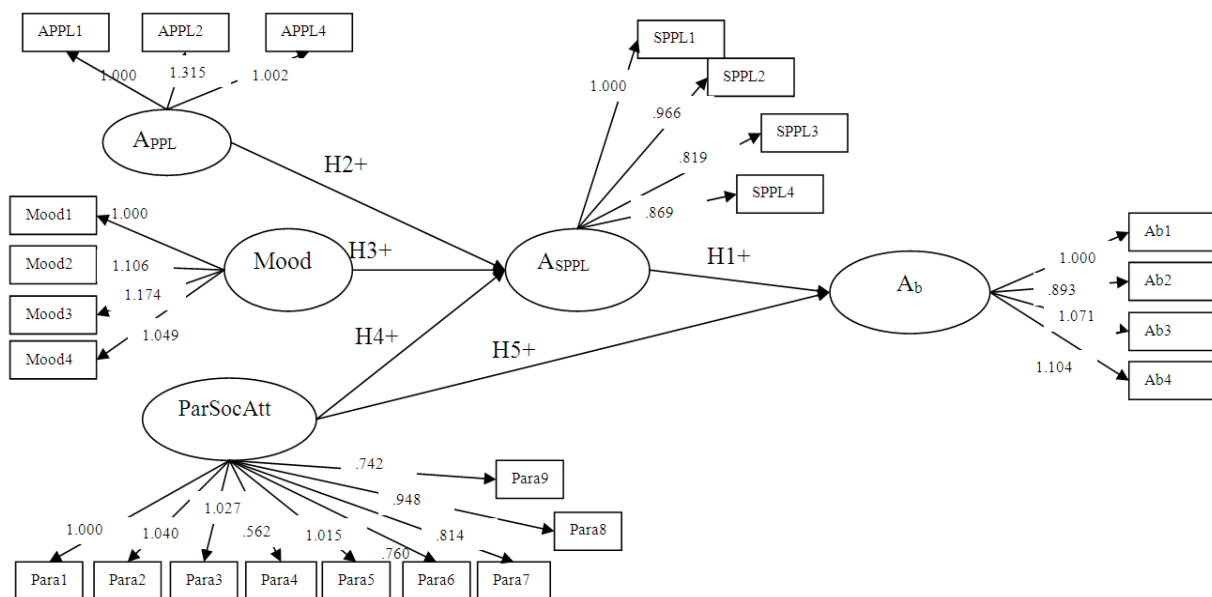 APPL1
APPL2
APPL4
1.000
1.315
1.002
APPL
SPPL1
SPPL2
SPPL3
SPPL4
1.000
.966
.819
.869
H2+
Mood1
Mood2
Mood3
Mood4
1.000
1.106
1.174
1.049
Mood
H3+
ASPPL
H1+
Ab
Ab1
Ab2
Ab3
Ab4
1.000
.893
1.071
1.104
H4+
H5+
ParSocAtt
.742
.948
.814
.760
1.015
.562
1.027
1.040
1.000
Para9
Para8
Para1
Para2
Para3
Para4
Para5
Para6
Para7